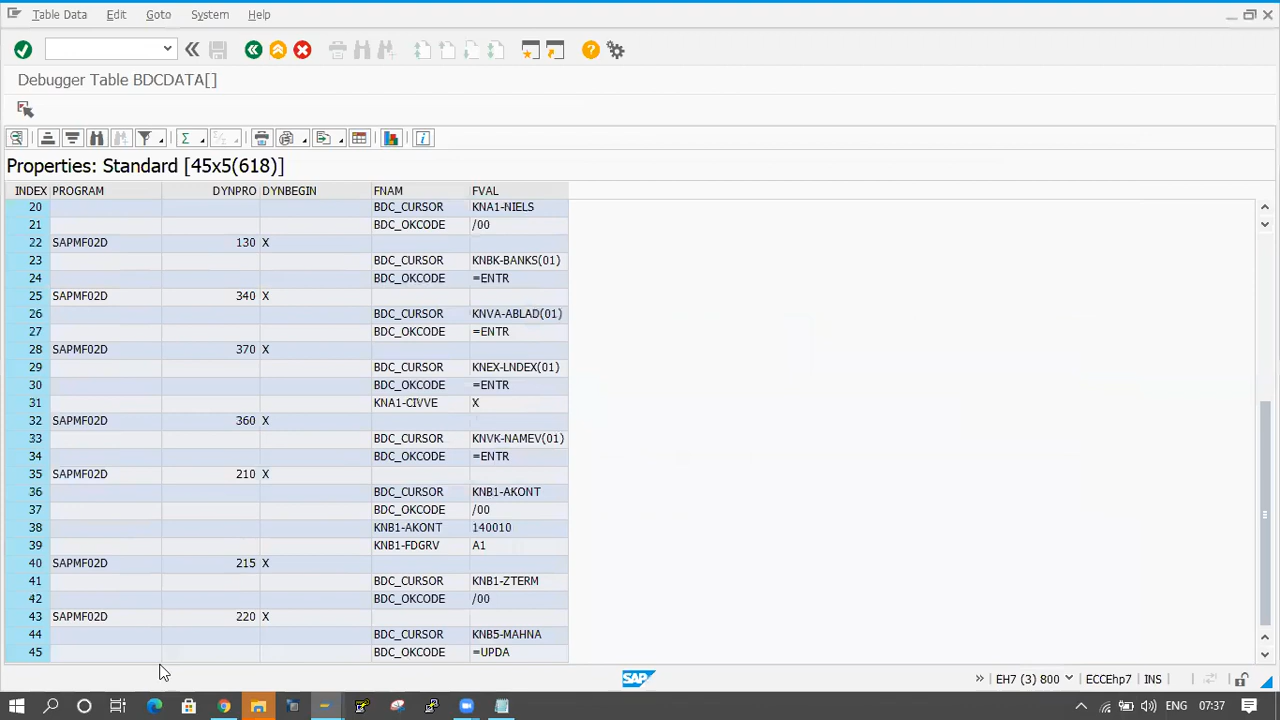 Table Data Edit Goto System Help
Debugger Table BDCDATA[]
Properties: Standard [45x5(618)]
INDEX PROGRAM DYNPRO DYNBEGIN FNAM FVAL
20 BDC_CURSOR KNA1-NIELS
21 BDC_OKCODE /00
22 SAPMF02D 130 X
23 BDC_CURSOR KNBK-BANKS(01)
24 BDC_OKCODE =ENTR
25 SAPMF02D 340 X
26 BDC_CURSOR KNVA-ABLAD(01)
27 BDC_OKCODE =ENTR
28 SAPMF02D 370 X
29 BDC_CURSOR KNEX-LNDEX(01)
30 BDC_OKCODE =ENTR
31 KNA1-CIVVE X
32 SAPMF02D 360 X
33 BDC_CURSOR KNVK-NAMEV(01)
34 BDC_OKCODE =ENTR
35 SAPMF02D 210 X
36 BDC_CURSOR KNB1-AKONT
37 BDC_OKCODE /00
38 KNB1-AKONT 140010
39 KNB1-FDGRV A1
40 SAPMF02D 215 X
41 BDC_CURSOR KNB1-ZTERM
42 BDC_OKCODE /00
43 SAPMF02D 220 X
44 BDC_CURSOR KNB5-MAHNA
45 BDC_OKCODE =UPDA
SAP » EH7 (3) 800 ECCEhp7 INS
ENG 07:37